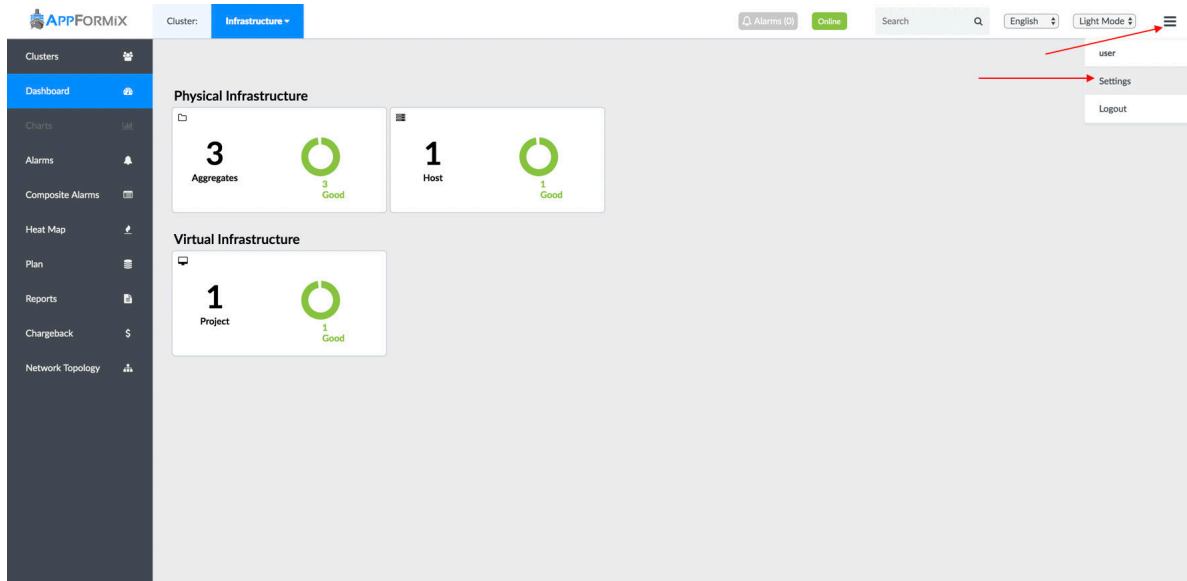 APPFORMIX
Cluster:
Infrastructure
Alarms (0)
Online
Search
English
Light Mode
user
Settings
Logout
Clusters
Dashboard
Charts
Alarms
Composite Alarms
Heat Map
Plan
Reports
Chargeback
$
Network Topology
Physical Infrastructure
3
Aggregates
3
Good
1
Host
1
Good
Virtual Infrastructure
1
Project
1
Good